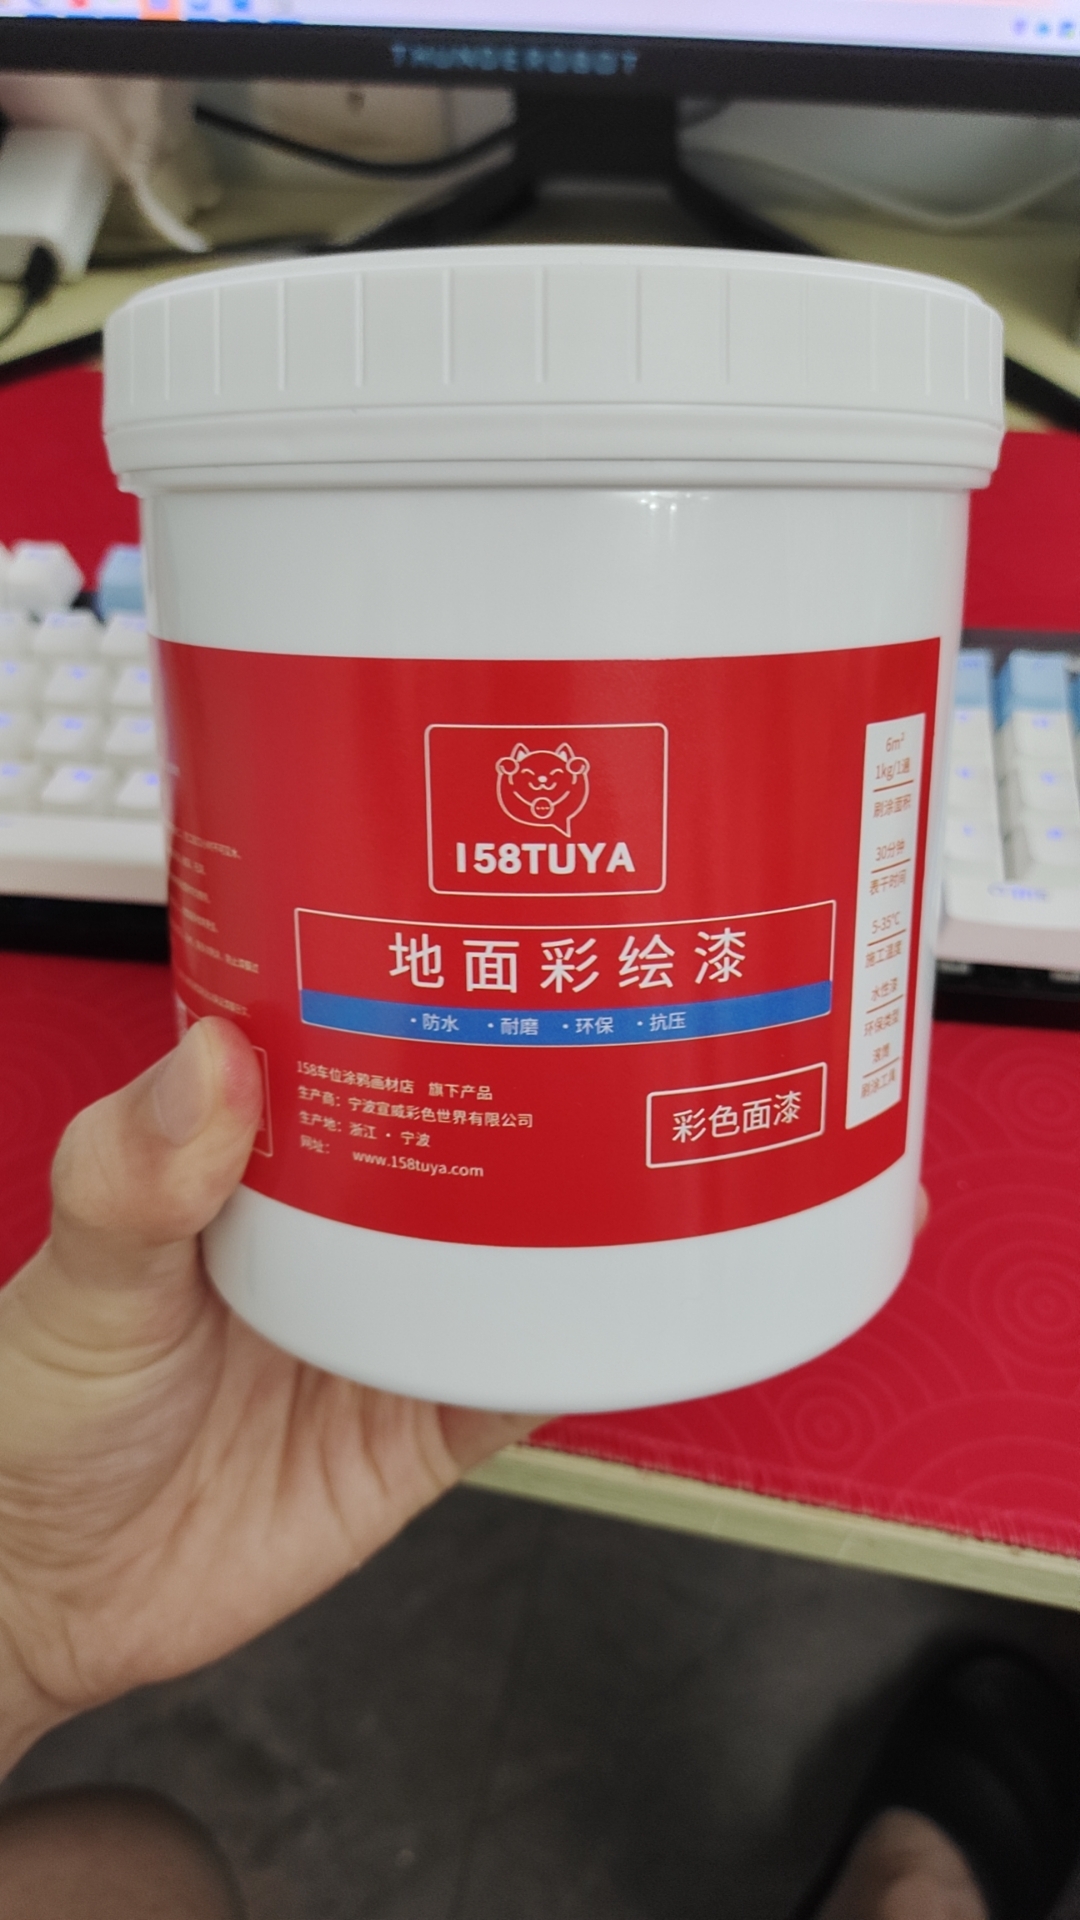 THUNDEROBOT
158TUYA
地面彩绘漆
·防水 ·耐磨 ·环保 ·抗压
158车位涂鸦画材店 旗下产品
生产商：宁波宣威彩色世界有限公司
生产地：浙江·宁波
网址： www.158tuya.com
彩色面漆
6m²
1kg/1遍
刷涂面积
30分钟
表干时间
5-35℃
施工温度
水性漆
环保类型
滚筒
刷涂工具